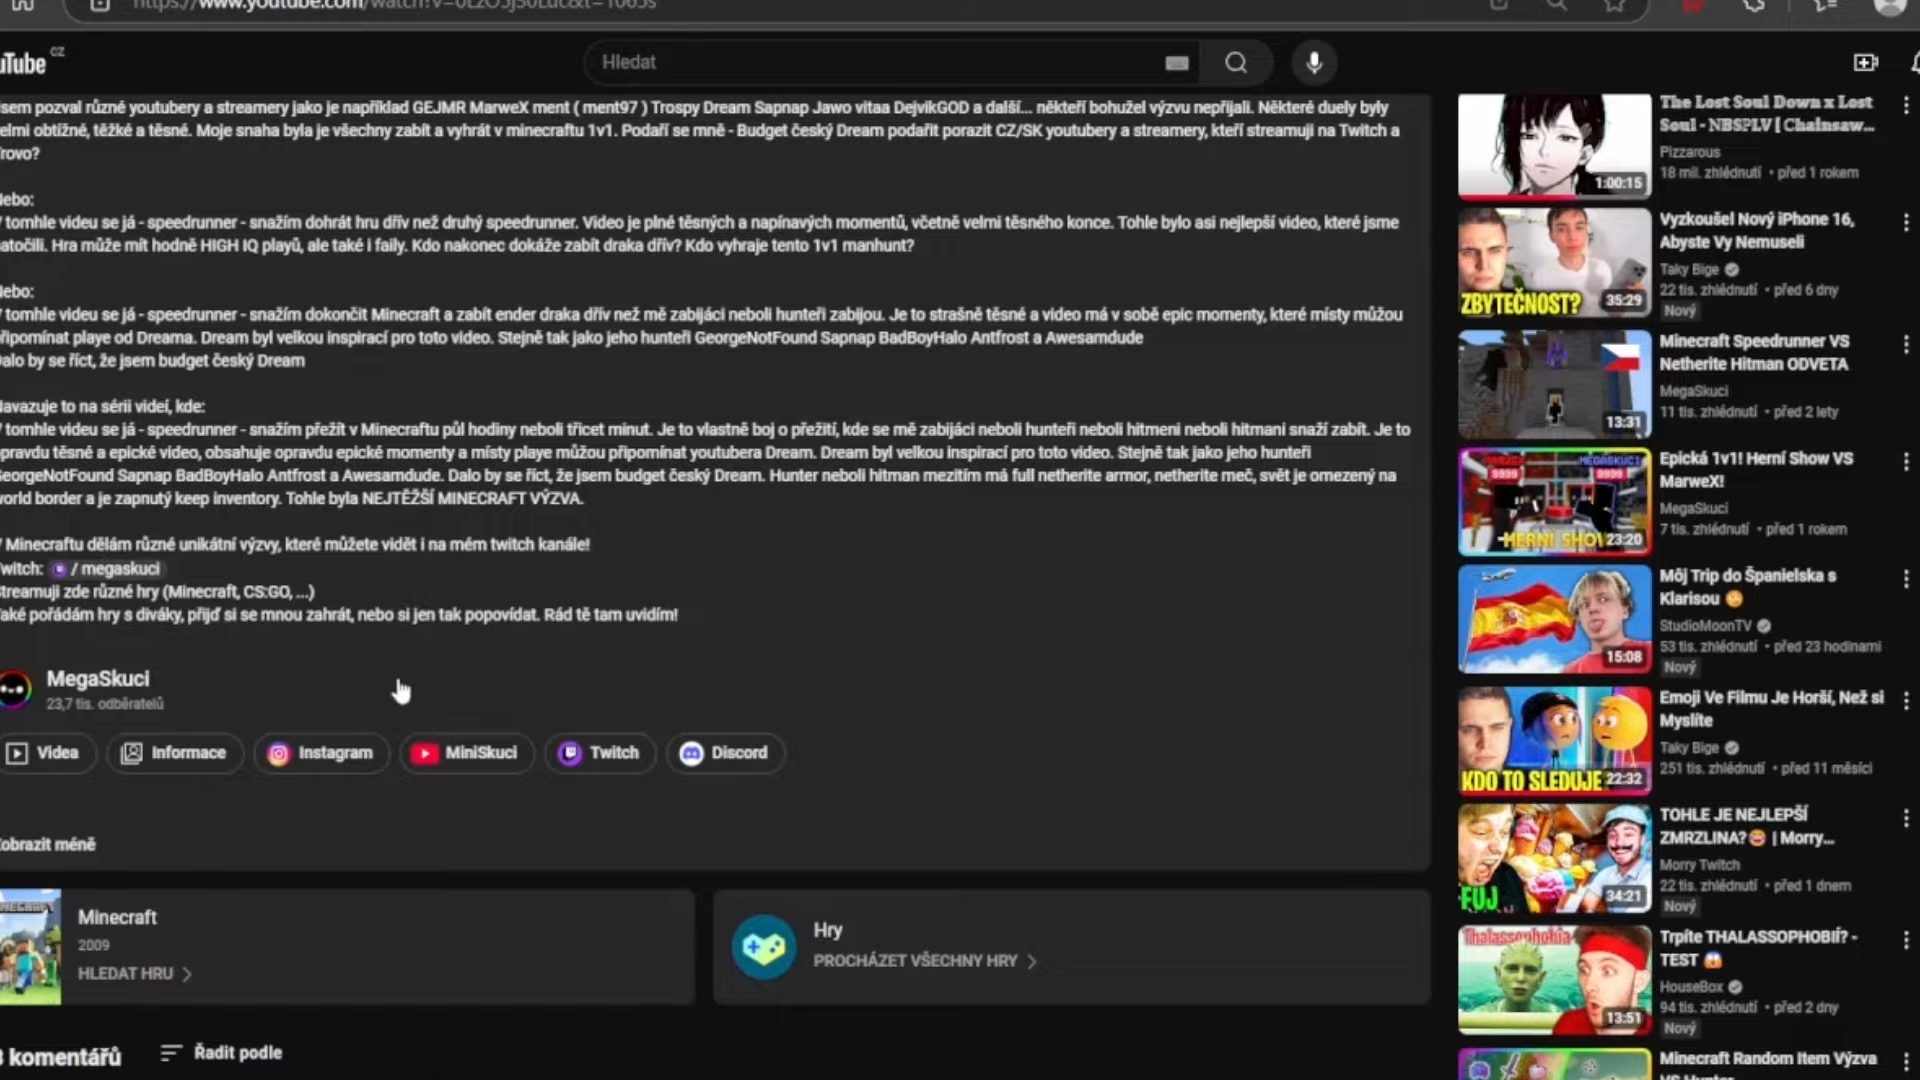 www.youtube.com
uTube CZ
Hledat
jsem pozval různé youtubery a streamery jako je například GEJMR MarweX ment ( ment97 ) Trospy Dream Sapnap Jawo vitaa DejvikGOD a další... někteří bohužel výzvu nepřijali. Některé duely byly
elmi obtížné, těžké a těsné. Moje snaha byla je všechny zabít a vyhrát v minecraftu 1v1. Podaří se mně - Budget český Dream podařit porazit CZ/SK youtubery a streamery, kteří streamuji na Twitch a
rovo?
Nebo:
tomhle videu se já - speedrunner - snažím dohrát hru dřív než druhý speedrunner. Video je plné těsných a napínavých momentů, včetně velmi těsného konce. Tohle bylo asi nejlepší video, které jsme
atočili. Hra může mít hodně HIGH IQ playů, ale také i faily. Kdo nakonec dokáže zabít draka dřív? Kdo vyhraje tento 1v1 manhunt?
Nebo:
tomhle videu se já - speedrunner - snažím dokončit Minecraft a zabít ender draka dřív než mě zabijáci neboli hunteři zabijou. Je to strašně těsné a video má v sobě epic momenty, které místy můžou
řipomínat playe od Dreama. Dream byl velkou inspirací pro toto video. Stejně tak jako jeho hunteři GeorgeNotFound Sapnap BadBoyHalo Antfrost a Awesamdude
Dalo by se říct, že jsem budget český Dream
Navazuje to na sérii videí, kde:
tomhle videu se já - speedrunner - snažím přežít v Minecraftu půl hodiny neboli třicet minut. Je to vlastně boj o přežití, kde se mě zabijáci neboli hunteři neboli hitmeni neboli hitmani snaží zabít. Je to
pravdu těsné a epické video, obsahuje opravdu epické momenty a místy playe můžou připomínat youtubera Dream. Dream byl velkou inspirací pro toto video. Stejně tak jako jeho hunteři
GeorgeNotFound Sapnap BadBoyHalo Antfrost a Awesamdude. Dalo by se říct, že jsem budget český Dream. Hunter neboli hitman mezitím má full netherite armor, netherite meč, svět je omezený na
world border a je zapnutý keep inventory. Tohle byla NEJTĚŽŠÍ MINECRAFT VÝZVA.
Minecraftu dělám různé unikátní výzvy, které můžete vidět i na mém twitch kanále!
witch: / megaskuci
Streamuji zde různé hry (Minecraft, CS:GO, ...)
aké pořádám hry s diváky, přijď si se mnou zahrát, nebo si jen tak popovídat. Rád tě tam uvidím!
MegaSkuci
23,7 tis. odběratelů
Videa Informace Instagram MiniSkuci Twitch Discord
Zobrazit méně
Minecraft
2009
HLEDAT HRU
Hry
PROCHÁZET VŠECHNY HRY
komentářů Řadit podle
The Lost Soul Down x Lost
Soul - NBSPLV [ Chainsaw...
Pizzarous
18 mil. zhlédnutí • před 1 rokem
1:00:15
Vyzkoušel Nový iPhone 16,
Abyste Vy Nemuseli
Taky Bige
22 tis. zhlédnutí • před 6 dny
Nový
ZBYTEČNOST? 35:29
Minecraft Speedrunner VS
Netherite Hitman ODVETA
MegaSkuci
11 tis. zhlédnutí • před 2 lety
13:31
Epická 1v1! Herní Show VS
MarweX!
MegaSkuci
7 tis. zhlédnutí • před 1 rokem
9999 MEGASKUCI 9999
HERNÍ SHOW 23:20
Môj Trip do Španielska s
Klarisou
StudioMoonTV
53 tis. zhlédnutí • před 23 hodinami
Nový
15:08
Emoji Ve Filmu Je Horší, Než si
Myslíte
Taky Bige
251 tis. zhlédnutí • před 11 měsíci
KDO TO SLEDUJE 22:32
TOHLE JE NEJLEPŠÍ
ZMRZLINA? | Morry...
Morry Twitch
22 tis. zhlédnutí • před 1 dnem
Nový
FUJ 34:21
Trpíte THALASSOPHOBIÍ? -
TEST
HouseBox
94 tis. zhlédnutí • před 2 dny
Nový
Thalassophobia
13:51
Minecraft Random Item Výzva
VS Hunter